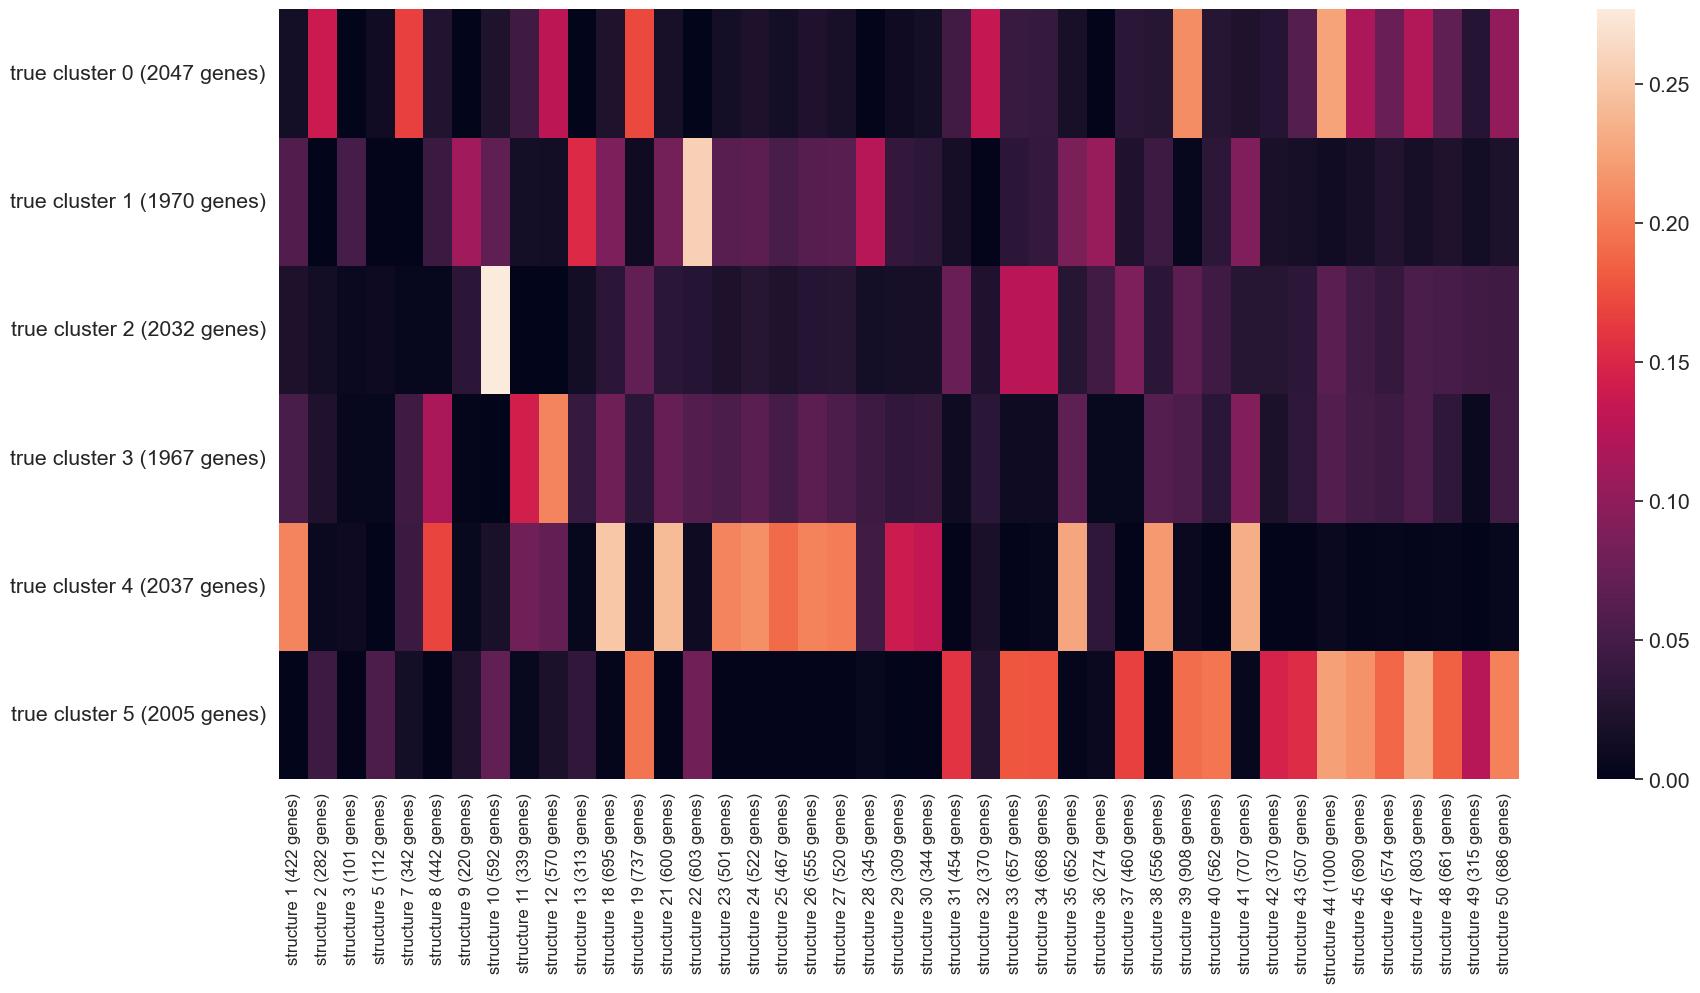 true cluster 0 (2047 genes)
true cluster 1 (1970 genes)
true cluster 2 (2032 genes)
true cluster 3 (1967 genes)
true cluster 4 (2037 genes)
true cluster 5 (2005 genes)
structure 1 (422 genes)
structure 2 (282 genes)
structure 3 (101 genes)
structure 5 (112 genes)
structure 7 (342 genes)
structure 8 (442 genes)
structure 9 (220 genes)
structure 10 (592 genes)
structure 11 (339 genes)
structure 12 (570 genes)
structure 13 (313 genes)
structure 18 (695 genes)
structure 19 (737 genes)
structure 21 (600 genes)
structure 22 (603 genes)
structure 23 (501 genes)
structure 24 (522 genes)
structure 25 (467 genes)
structure 26 (555 genes)
structure 27 (520 genes)
structure 28 (345 genes)
structure 29 (309 genes)
structure 30 (344 genes)
structure 31 (454 genes)
structure 32 (370 genes)
structure 33 (657 genes)
structure 34 (668 genes)
structure 35 (652 genes)
structure 36 (274 genes)
structure 37 (460 genes)
structure 38 (556 genes)
structure 39 (908 genes)
structure 40 (562 genes)
structure 41 (707 genes)
structure 42 (370 genes)
structure 43 (507 genes)
structure 44 (1000 genes)
structure 45 (690 genes)
structure 46 (574 genes)
structure 47 (803 genes)
structure 48 (661 genes)
structure 49 (315 genes)
structure 50 (686 genes)
0.25
0.20
0.15
0.10
0.05
0.00